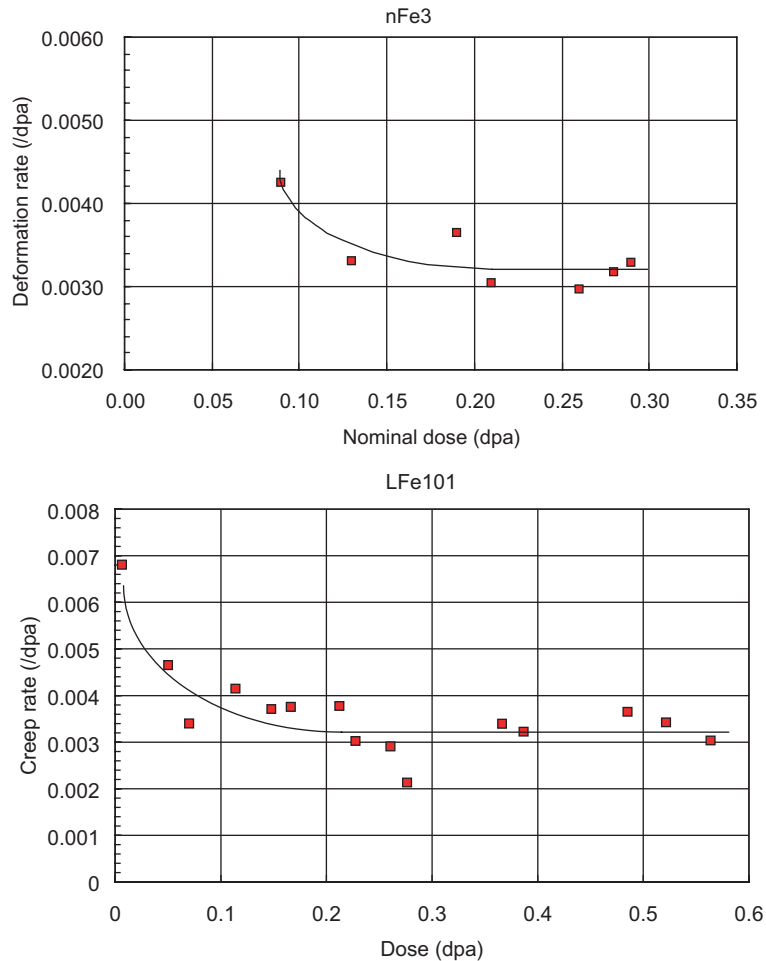 nFe3
0.0060
0.0050
0.0040
0.0030
0.0020
Deformation rate (/dpa)
0.00 0.05 0.10 0.15 0.20 0.25 0.30 0.35
Nominal dose (dpa)
LFe101
0.008
0.007
0.006
0.005
0.004
0.003
0.002
0.001
0
Creep rate (/dpa)
0 0.1 0.2 0.3 0.4 0.5 0.6
Dose (dpa)